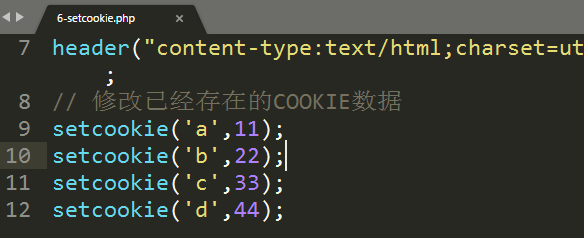 6-setcookie.php ×
7 header("content-type:text/html;charset=ut
;
8 // 修改已经存在的COOKIE数据
9 setcookie('a',11);
10 setcookie('b',22);
11 setcookie('c',33);
12 setcookie('d',44);